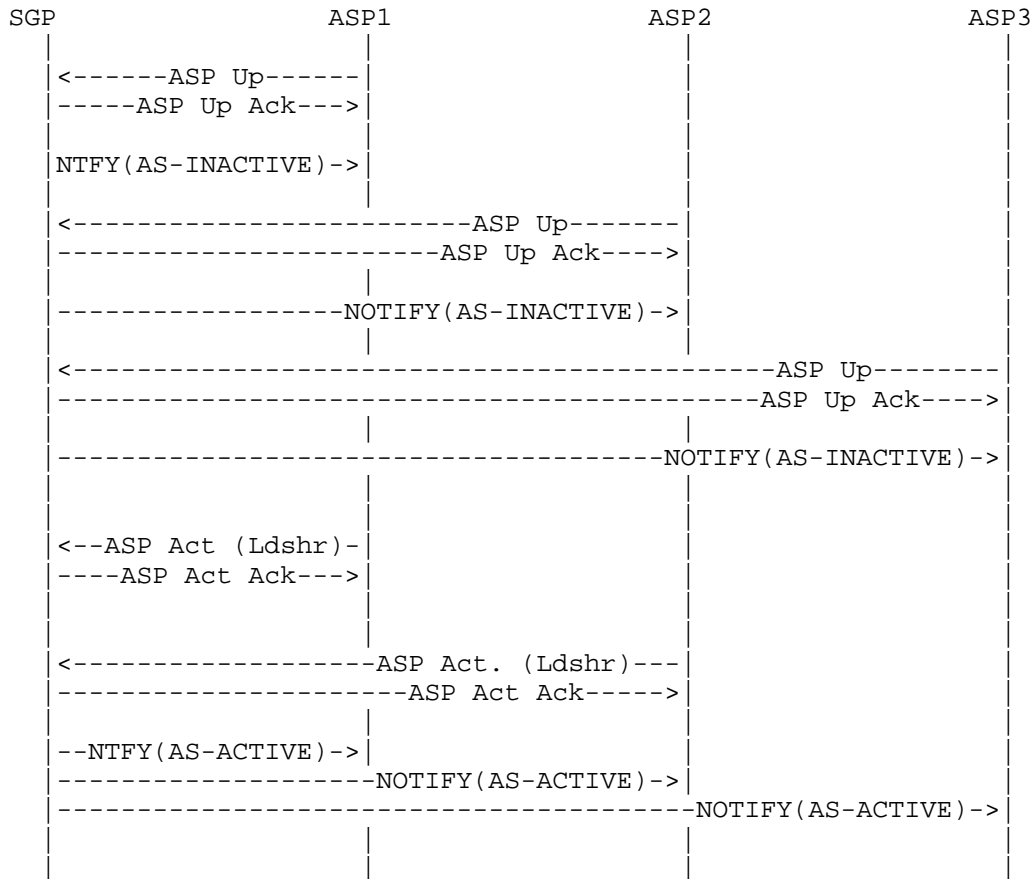 SGP ASP1 ASP2 ASP3
<------ASP Up------
-----ASP Up Ack--->
NTFY(AS-INACTIVE)->
<-------------------------ASP Up-------
------------------------ASP Up Ack---->
------------------NOTIFY(AS-INACTIVE)->
<--------------------------------------------ASP Up--------
--------------------------------------------ASP Up Ack---->
--------------------------------------NOTIFY(AS-INACTIVE)->
<--ASP Act (Ldshr)-
----ASP Act Ack--->
<-------------------ASP Act. (Ldshr)---
----------------------ASP Act Ack----->
--NTFY(AS-ACTIVE)->
--------------------NOTIFY(AS-ACTIVE)->
----------------------------------------NOTIFY(AS-ACTIVE)->